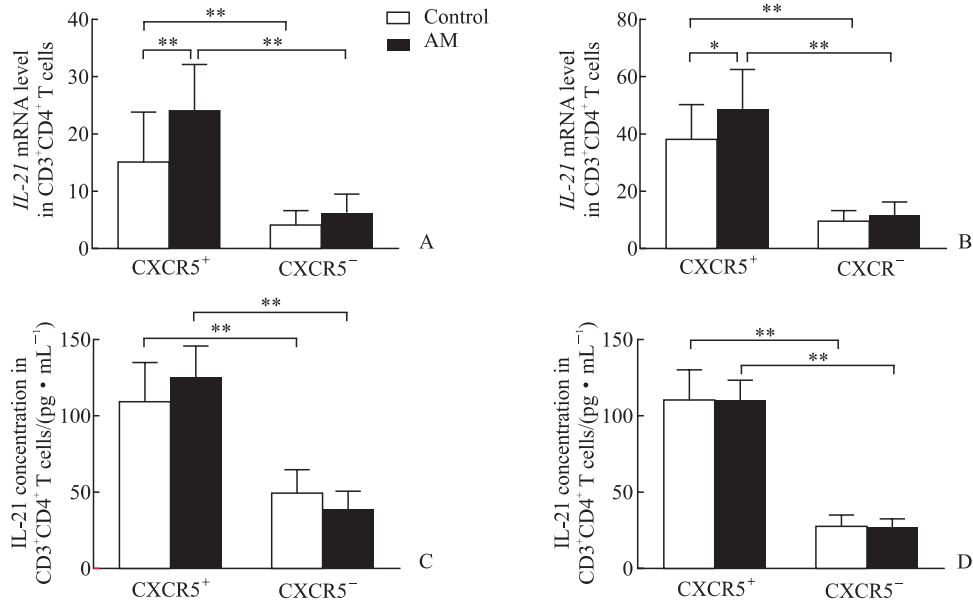 IL-21 mRNA level
in CD3⁺CD4⁺ T cells
40
30
20
10
0
**
**
**
CXCR5⁺
CXCR5⁻
A
Control
AM
IL-21 mRNA level
in CD3⁺CD4⁺ T cells
80
60
40
20
0
**
*
**
CXCR5⁺
CXCR⁻
B
IL-21 concentration in
CD3⁺CD4⁺ T cells/(pg • mL⁻¹)
150
100
50
0
**
**
CXCR5⁺
CXCR5⁻
C
IL-21 concentration in
CD3⁺CD4⁺ T cells/(pg • mL⁻¹)
150
100
50
0
**
**
CXCR5⁺
CXCR5⁻
D